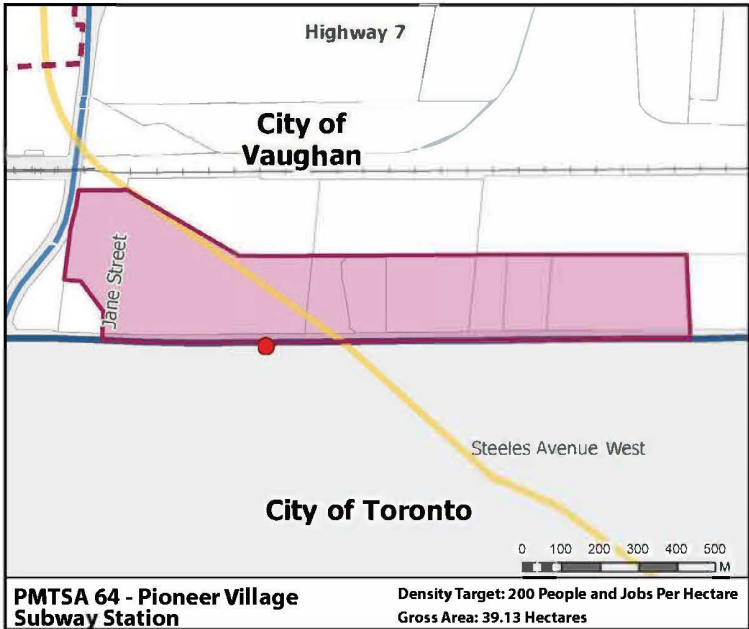 Highway 7
City of
Vaughan
Jane Street
Steeles Avenue West
City of Toronto
0 100 200 300 400 500
M
PMTSA 64 - Pioneer Village
Subway Station
Density Target: 200 People and Jobs Per Hectare
Gross Area: 39.13 Hectares